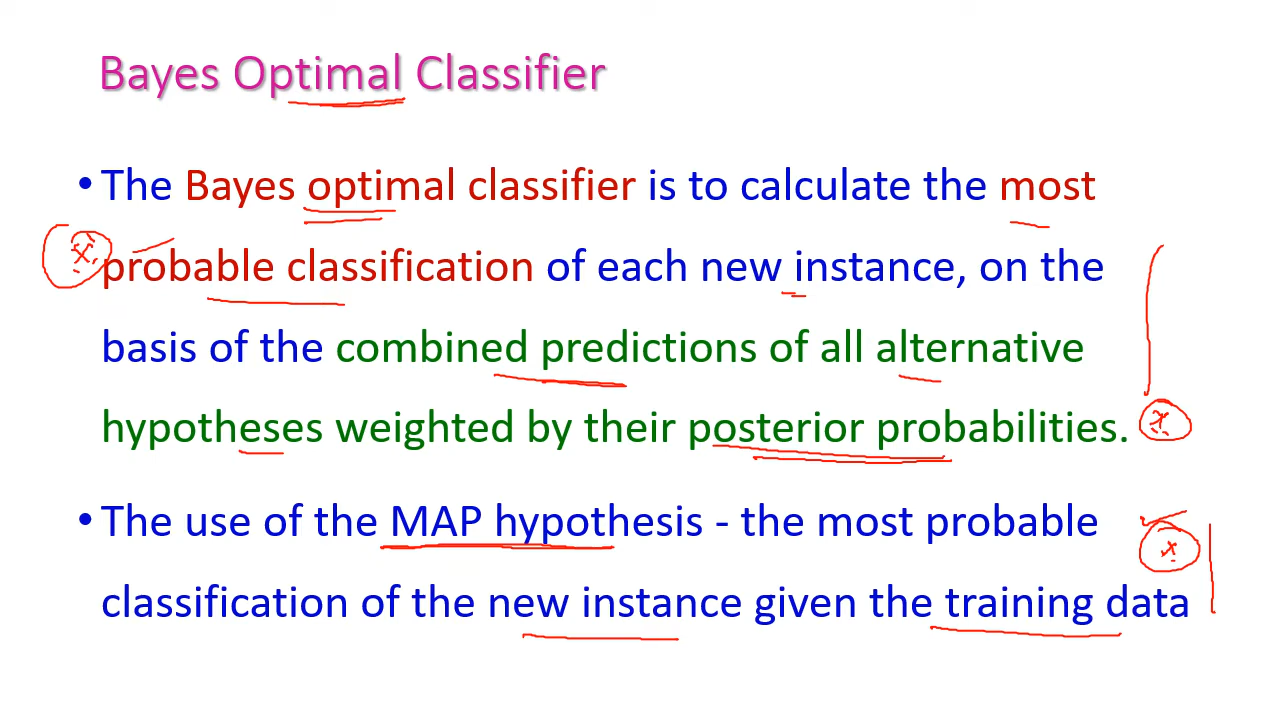 Bayes Optimal Classifier
• The Bayes optimal classifier is to calculate the most
probable classification of each new instance, on the
basis of the combined predictions of all alternative
hypotheses weighted by their posterior probabilities.
• The use of the MAP hypothesis - the most probable
classification of the new instance given the training data